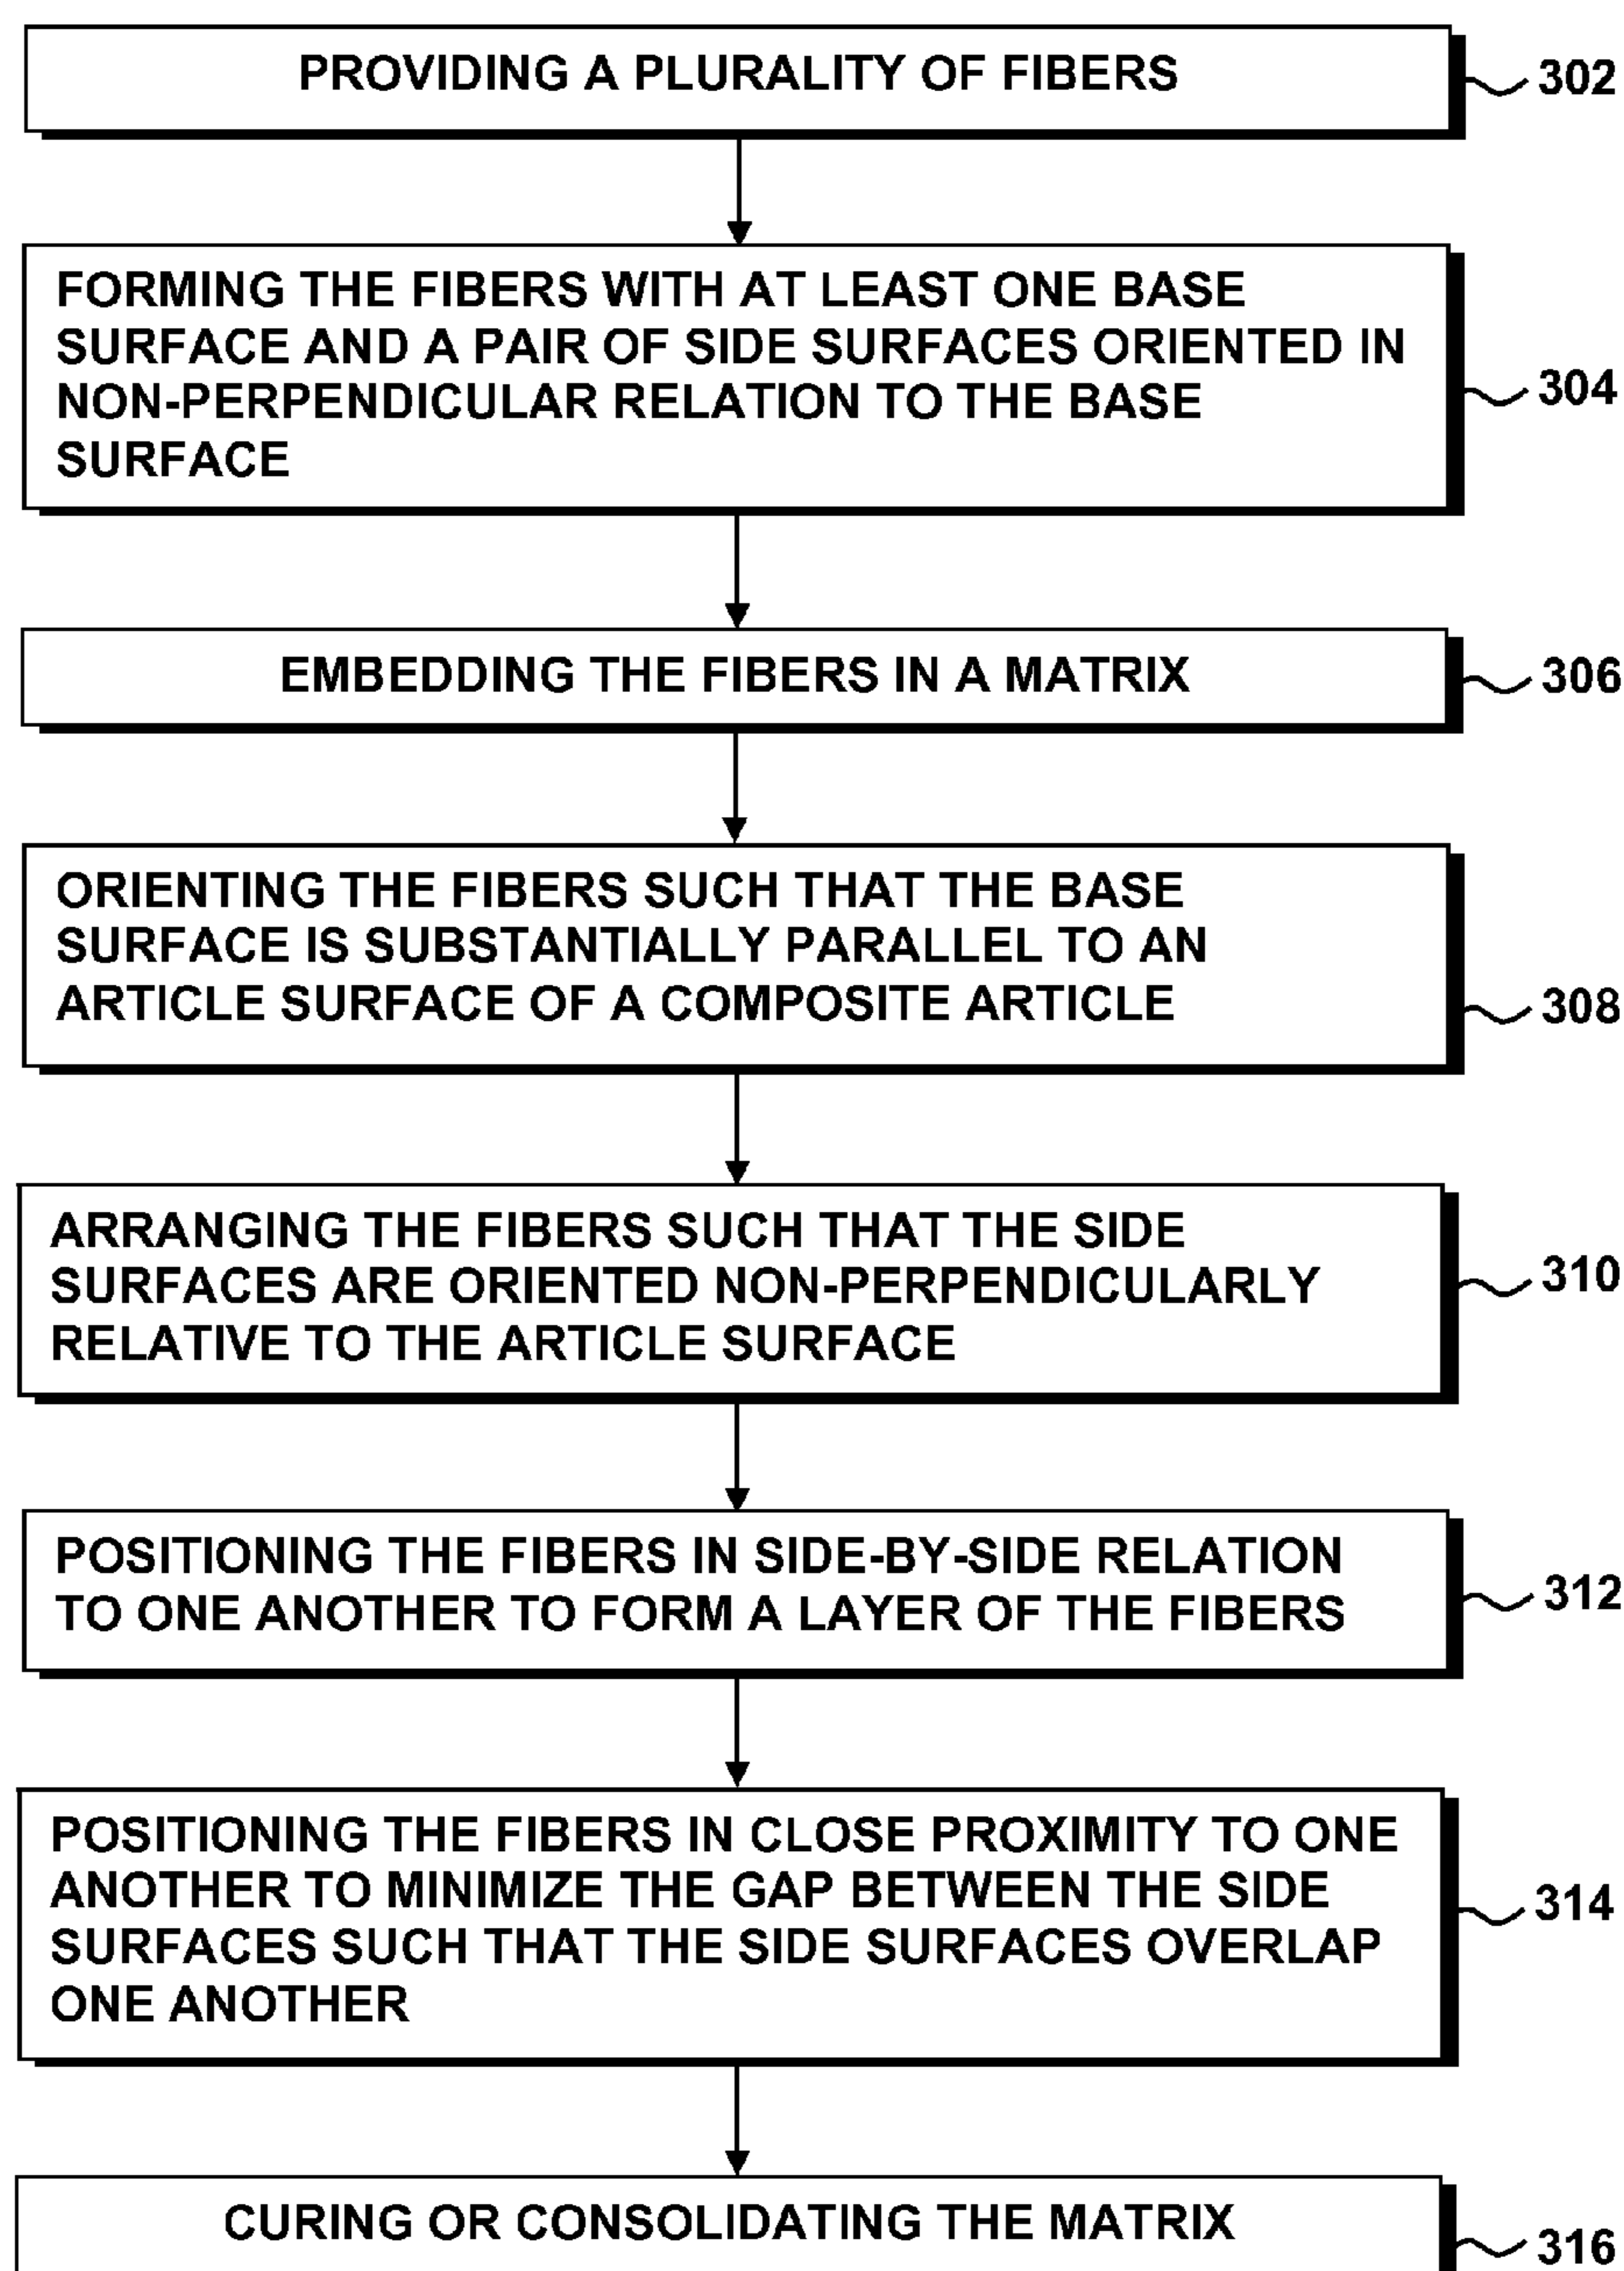 PROVIDING A PLURALITY OF FIBERS
302
FORMING THE FIBERS WITH AT LEAST ONE BASE
SURFACE AND A PAIR OF SIDE SURFACES ORIENTED IN
NON-PERPENDICULAR RELATION TO THE BASE
SURFACE
304
EMBEDDING THE FIBERS IN A MATRIX
306
ORIENTING THE FIBERS SUCH THAT THE BASE
SURFACE IS SUBSTANTIALLY PARALLEL TO AN
ARTICLE SURFACE OF A COMPOSITE ARTICLE
308
ARRANGING THE FIBERS SUCH THAT THE SIDE
SURFACES ARE ORIENTED NON-PERPENDICULARLY
RELATIVE TO THE ARTICLE SURFACE
310
POSITIONING THE FIBERS IN SIDE-BY-SIDE RELATION
TO ONE ANOTHER TO FORM A LAYER OF THE FIBERS
312
POSITIONING THE FIBERS IN CLOSE PROXIMITY TO ONE
ANOTHER TO MINIMIZE THE GAP BETWEEN THE SIDE
SURFACES SUCH THAT THE SIDE SURFACES OVERLAP
ONE ANOTHER
314
CURING OR CONSOLIDATING THE MATRIX
316